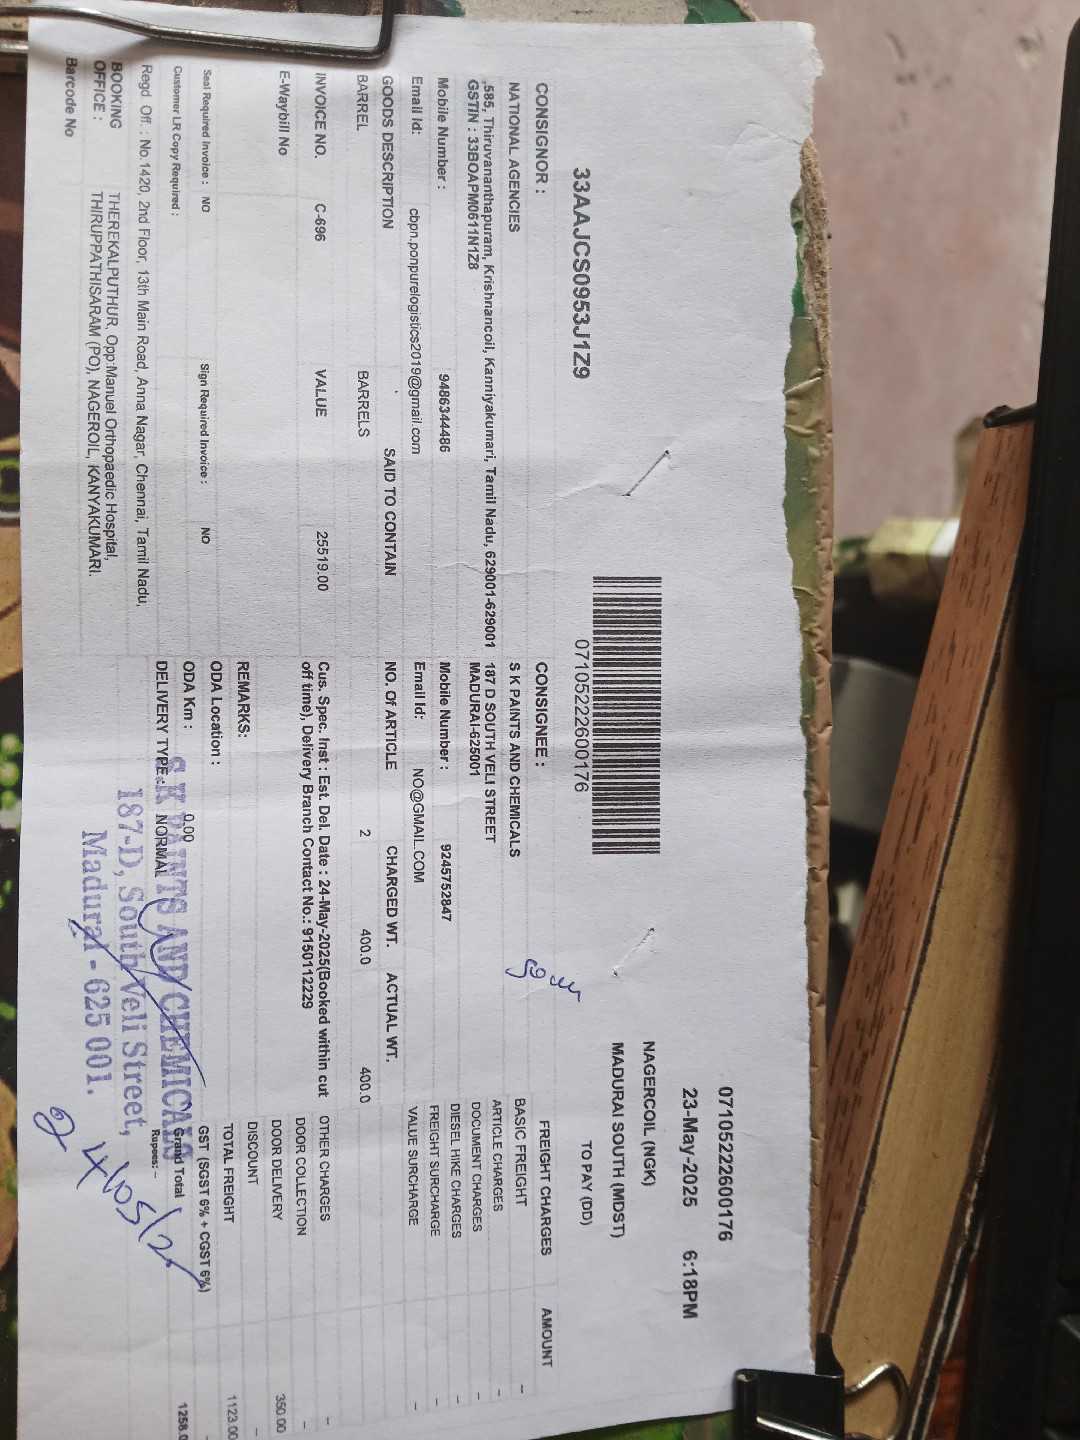 071052226​00176
23-May-2025 6:18PM
NAGERCOIL (NGK)
MADURAI SOUTH (MDST)
TO PAY (DD)
33AAJCS0953J1Z9
071052226​00176
CONSIGNOR :
NATIONAL AGENCIES
,585, Thiruvananthapuram, Krishnancoil, Kanniyakumari, Tamil Nadu, 629001-629001
GSTIN : 33BOAPM0611N1Z8
Mobile Number : 9486344486
Email Id: cbpn.ponpurelogistics2019@gmail.com
CONSIGNEE :
S K PAINTS AND CHEMICALS
187 D SOUTH VELI STREET
MADURAI-625001
Mobile Number : 9245752847
Email Id: NO@GMAIL.COM
GOODS DESCRIPTION SAID TO CONTAIN NO. Of ARTICLE CHARGED WT. ACTUAL WT.
BARREL BARRELS 2 400.0 400.0
INVOICE NO. C-696 VALUE 25519.00
E-Waybill No
Cus. Spec. Inst : Est. Del. Date : 24-May-2025(Booked within cut
off time), Delivery Branch Contact No.: 9150112229
REMARKS:
ODA Location :
ODA Km : 0.00
DELIVERY TYPE : NORMAL
Seal Required Invoice : NO Sign Required Invoice : NO
Customer LR Copy Required :
Regd. Off. : No.1420, 2nd Floor, 13th Main Road, Anna Nagar, Chennai, Tamil Nadu,
BOOKING OFFICE : THEREKALPUTHUR, Opp:Manuel Orthopaedic Hospital,
THIRUPPATHISARAM (PO), NAGEROIL, KANYAKUMARI.
Barcode No
FREIGHT CHARGES AMOUNT
BASIC FREIGHT -
ARTICLE CHARGES -
DOCUMENT CHARGES -
DIESEL HIKE CHARGES -
FREIGHT SURCHARGE -
VALUE SURCHARGE -
OTHER CHARGES -
DOOR COLLECTION -
DOOR DELIVERY 350.00
DISCOUNT -
TOTAL FREIGHT 1123.00
GST (SGST 6% + CGST 6%) -
Grand Total 1258.0
Rupees: -
S K PAINTS AND CHEMICALS
187-D, South Veli Street,
Madurai - 625 001.